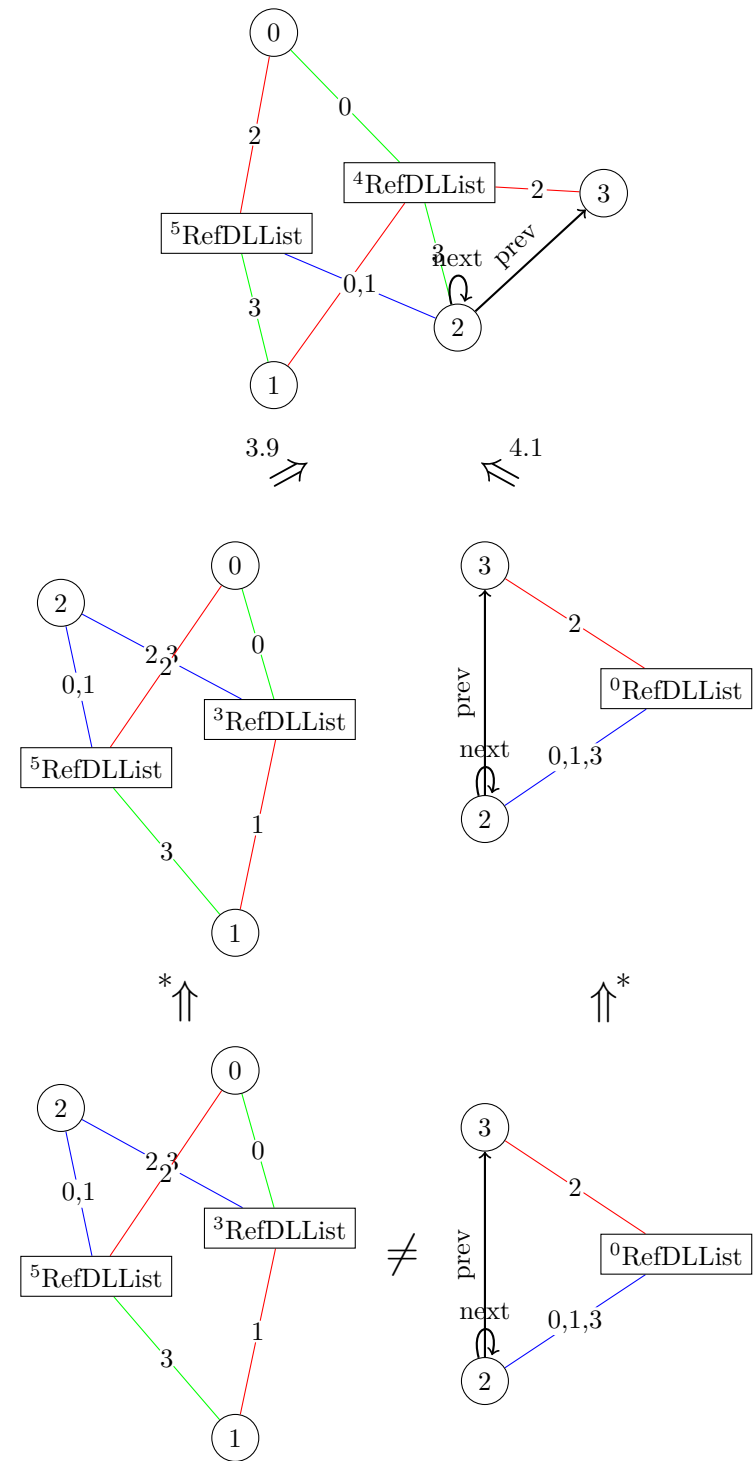 0
2
0
⁴RefDLList
2
3
⁵RefDLList
prev
3
next
0,1
3
2
1
3.9
4.1
0
3
2
2
0
2,3
2
prev
0,1
⁰RefDLList
³RefDLList
next
0,1,3
⁵RefDLList
2
1
3
1
*
*
0
2
3
0
2,3
2
2
0,1
³RefDLList
prev
≠
⁰RefDLList
⁵RefDLList
next
0,1,3
1
3
2
1